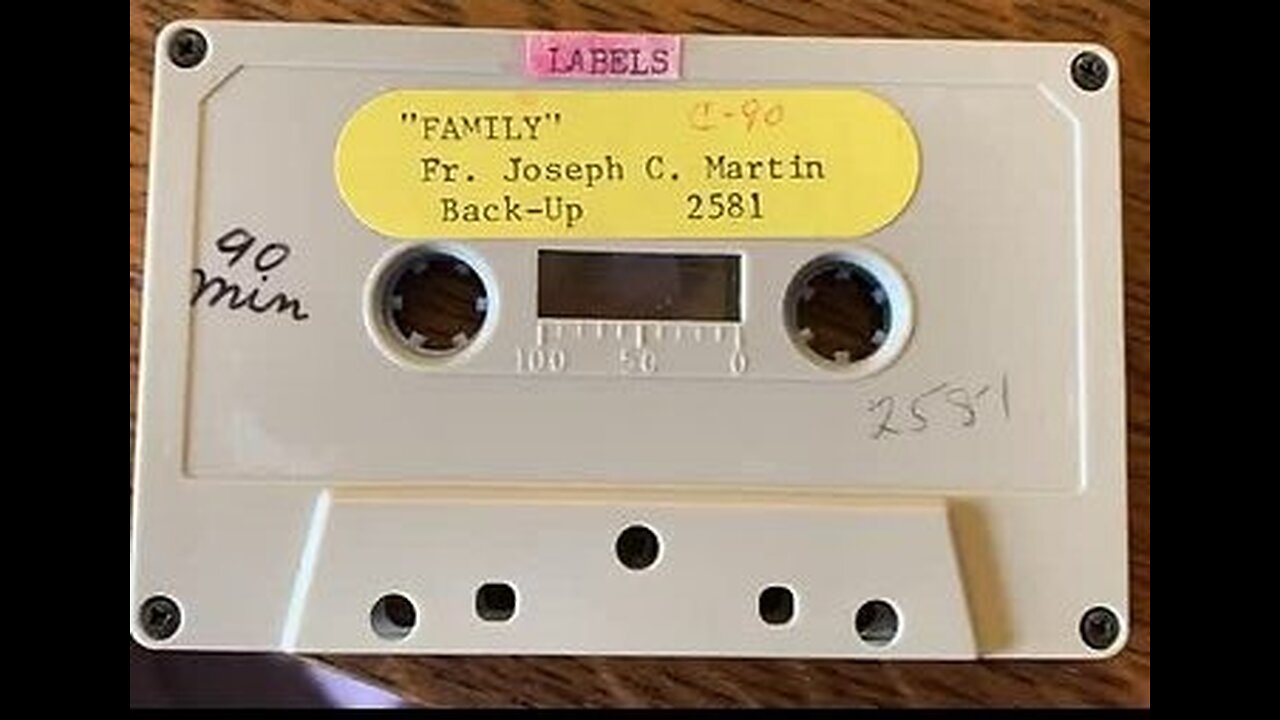 LABELS
"FAMILY" C-90
Fr. Joseph C. Martin
Back-Up 2581
90
min
100 50 0
2581